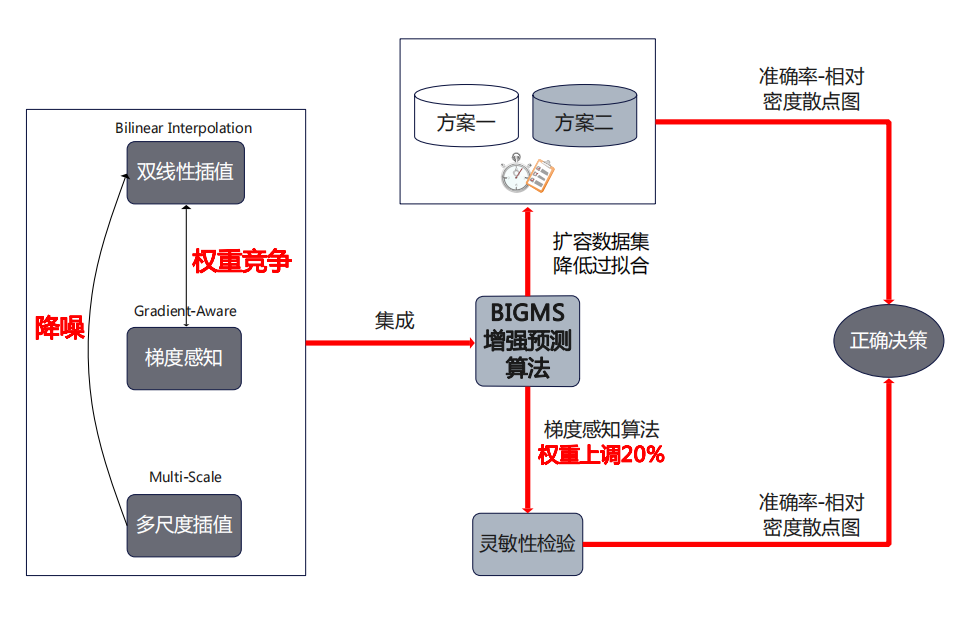 Bilinear Interpolation
双线性插值
权重竞争
降噪
Gradient-Aware
梯度感知
Multi-Scale
多尺度插值
集成
方案一
方案二
扩容数据集
降低过拟合
BIGMS
增强预测
算法
梯度感知算法
权重上调20%
灵敏性检验
准确率-相对
密度散点图
正确决策
准确率-相对
密度散点图